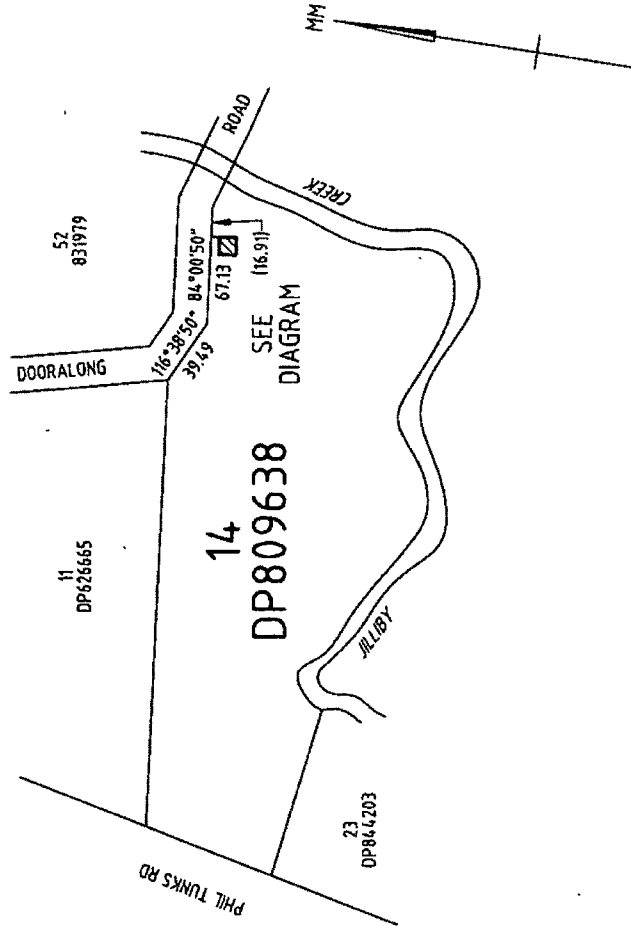 MM
52
831979
ROAD
DOORALONG
116°38'50"
84°00'50"
39.49
67.13
(16.91)
CREEK
SEE
DIAGRAM
11
DP626665
14
DP809638
JILLIBY
23
DP844203
PHIL TUNKS RD